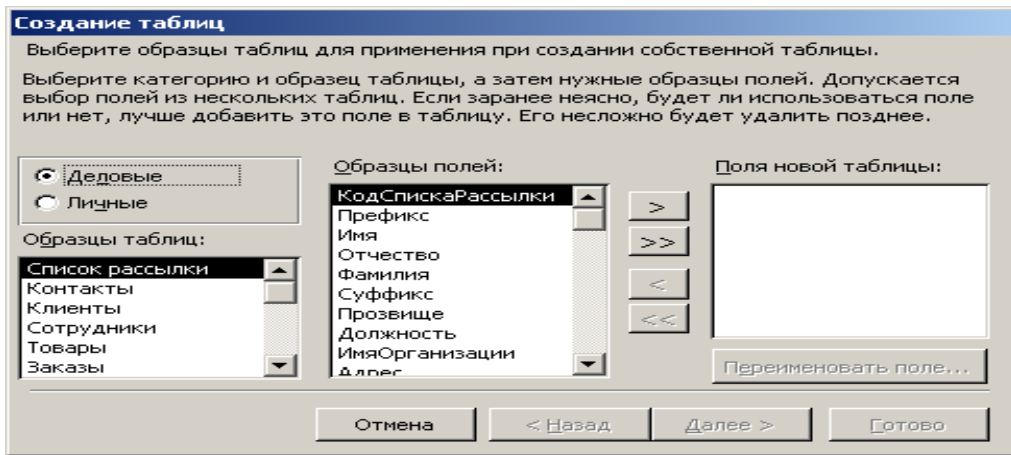 Создание таблиц
Выберите образцы таблиц для применения при создании собственной таблицы.
Выберите категорию и образец таблицы, а затем нужные образцы полей. Допускается
выбор полей из нескольких таблиц. Если заранее неясно, будет ли использоваться поле
или нет, лучше добавить это поле в таблицу. Его несложно будет удалить позднее.
Деловые
Личные
Образцы таблиц:
Список рассылки
Контакты
Клиенты
Сотрудники
Товары
Заказы
Образцы полей:
КодСпискаРассылки
Префикс
Имя
Отчество
Фамилия
Суффикс
Прозвище
Должность
ИмяОрганизации
Адрес
>
>>
<
<<
Поля новой таблицы:
Переименовать поле...
Отмена
< Назад
Далее >
Готово